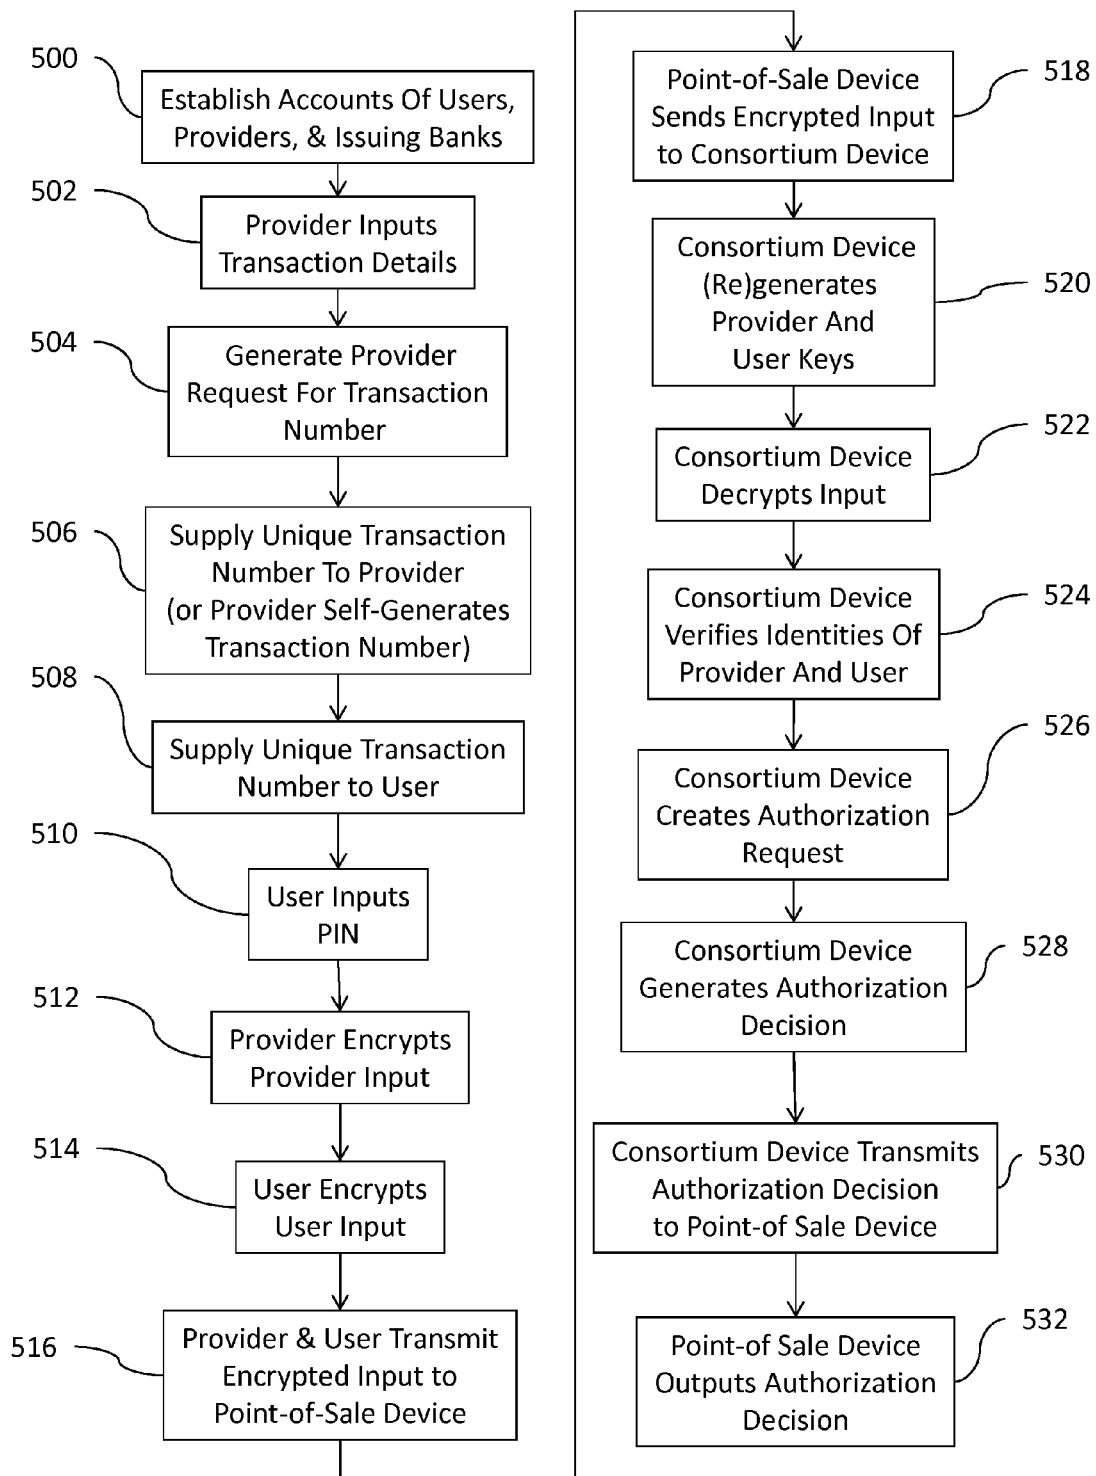 500
Establish Accounts Of Users,
Providers, & Issuing Banks
502
Provider Inputs
Transaction Details
504
Generate Provider
Request For Transaction
Number
506
Supply Unique Transaction
Number To Provider
(or Provider Self-Generates
Transaction Number)
508
Supply Unique Transaction
Number to User
510
User Inputs
PIN
512
Provider Encrypts
Provider Input
514
User Encrypts
User Input
516
Provider & User Transmit
Encrypted Input to
Point-of-Sale Device
518
Point-of-Sale Device
Sends Encrypted Input
to Consortium Device
520
Consortium Device
(Re)generates
Provider And
User Keys
522
Consortium Device
Decrypts Input
524
Consortium Device
Verifies Identities Of
Provider And User
526
Consortium Device
Creates Authorization
Request
528
Consortium Device
Generates Authorization
Decision
530
Consortium Device Transmits
Authorization Decision
to Point-of Sale Device
532
Point-of Sale Device
Outputs Authorization
Decision